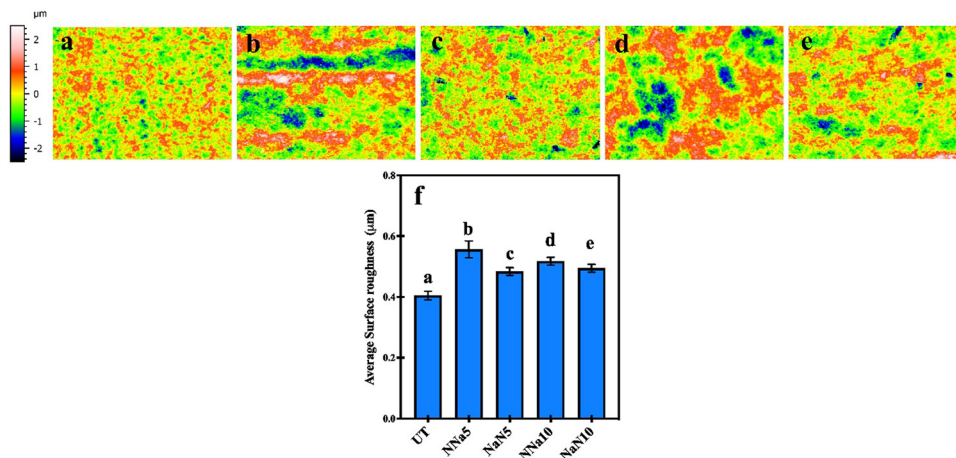 μm
2
1
0
-1
-2
a
b
c
d
e
f
Average Surface roughness (μm)
0.8
0.6
0.4
0.2
0.0
a
b
c
d
e
UT
NNa5
NaN5
NNa10
NaN10